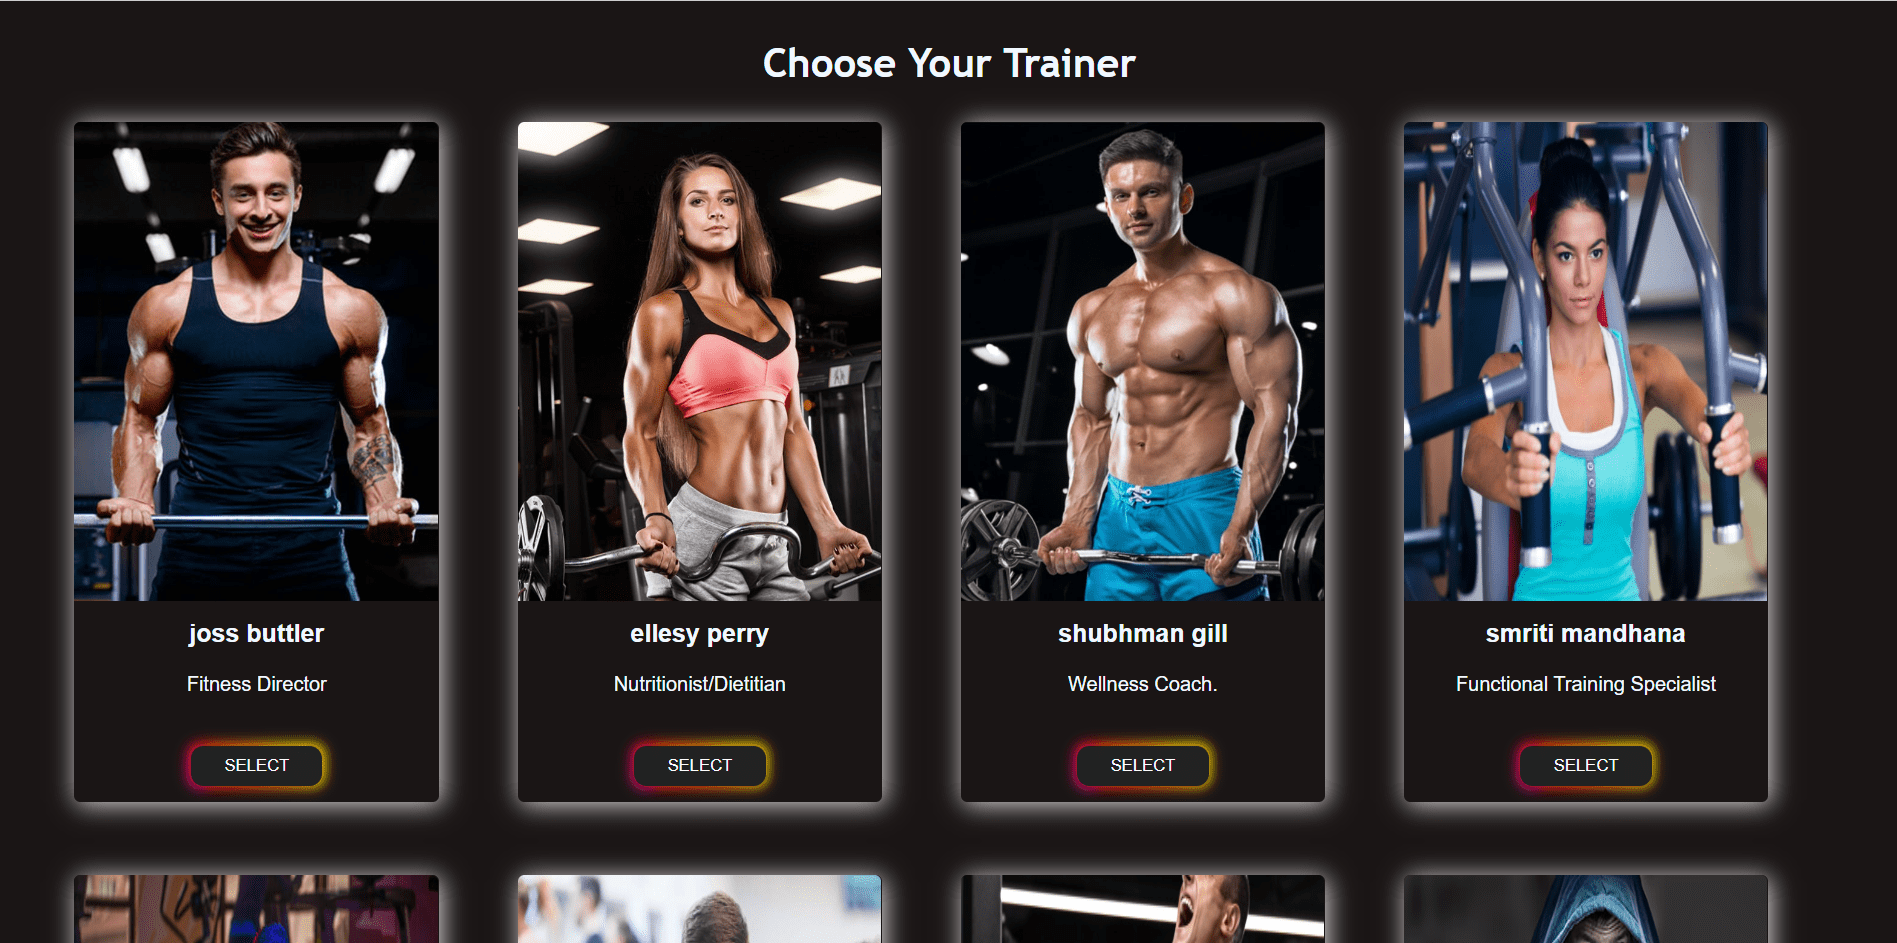 Choose Your Trainer
joss buttler
Fitness Director
SELECT
ellesy perry
Nutritionist/Dietitian
SELECT
shubhman gill
Wellness Coach.
SELECT
smriti mandhana
Functional Training Specialist
SELECT